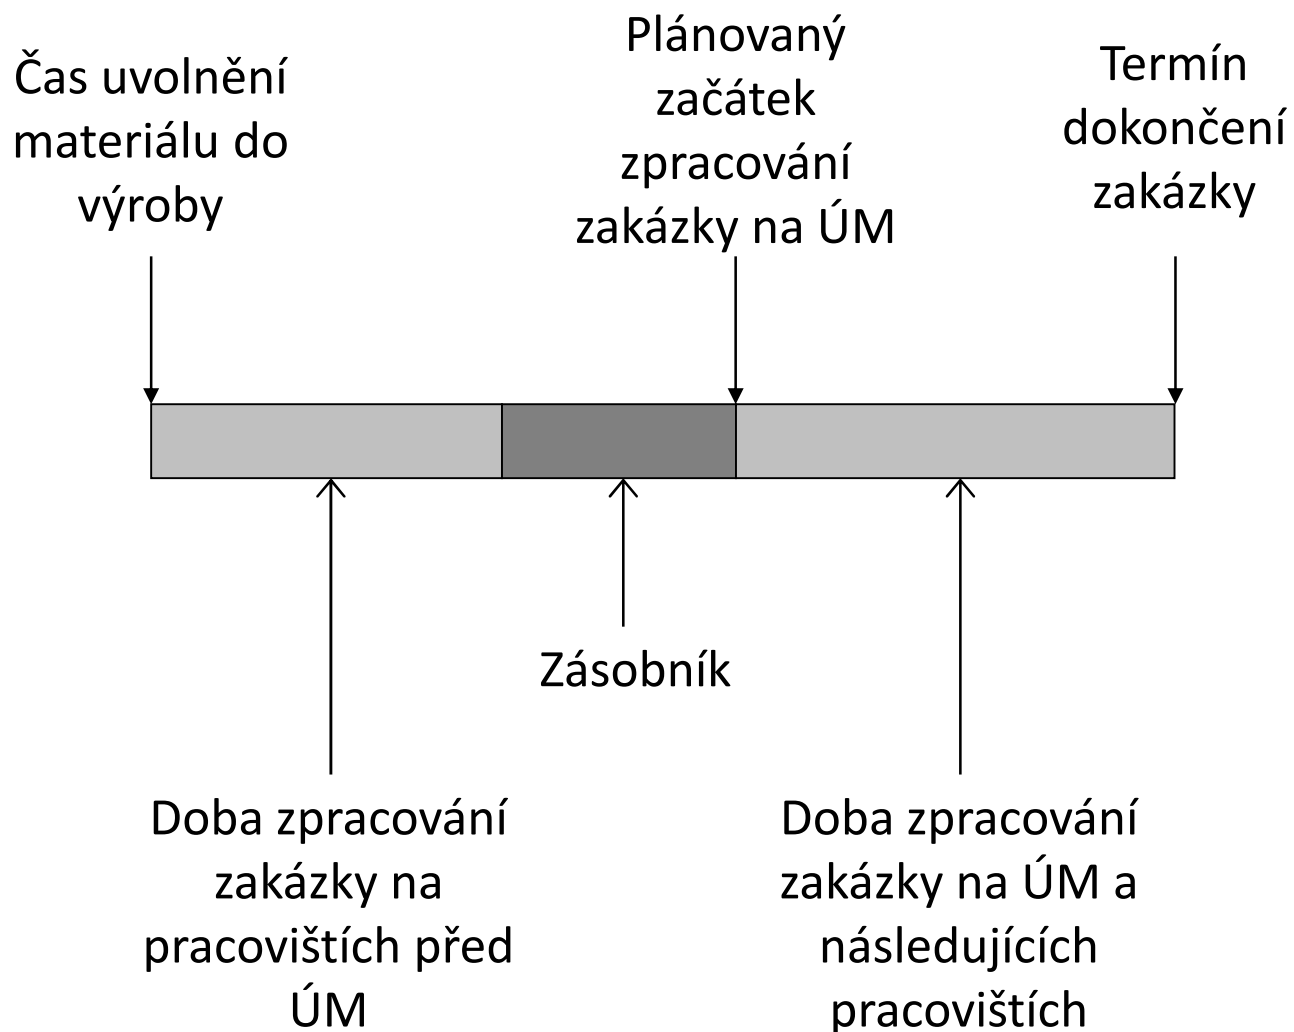 Čas uvolnění
materiálu do
výroby
Plánovaný
začátek
zpracování
zakázky na ÚM
Termín
dokončení
zakázky
Zásobník
Doba zpracování
zakázky na
pracovištích před
ÚM
Doba zpracování
zakázky na ÚM a
následujících
pracovištích